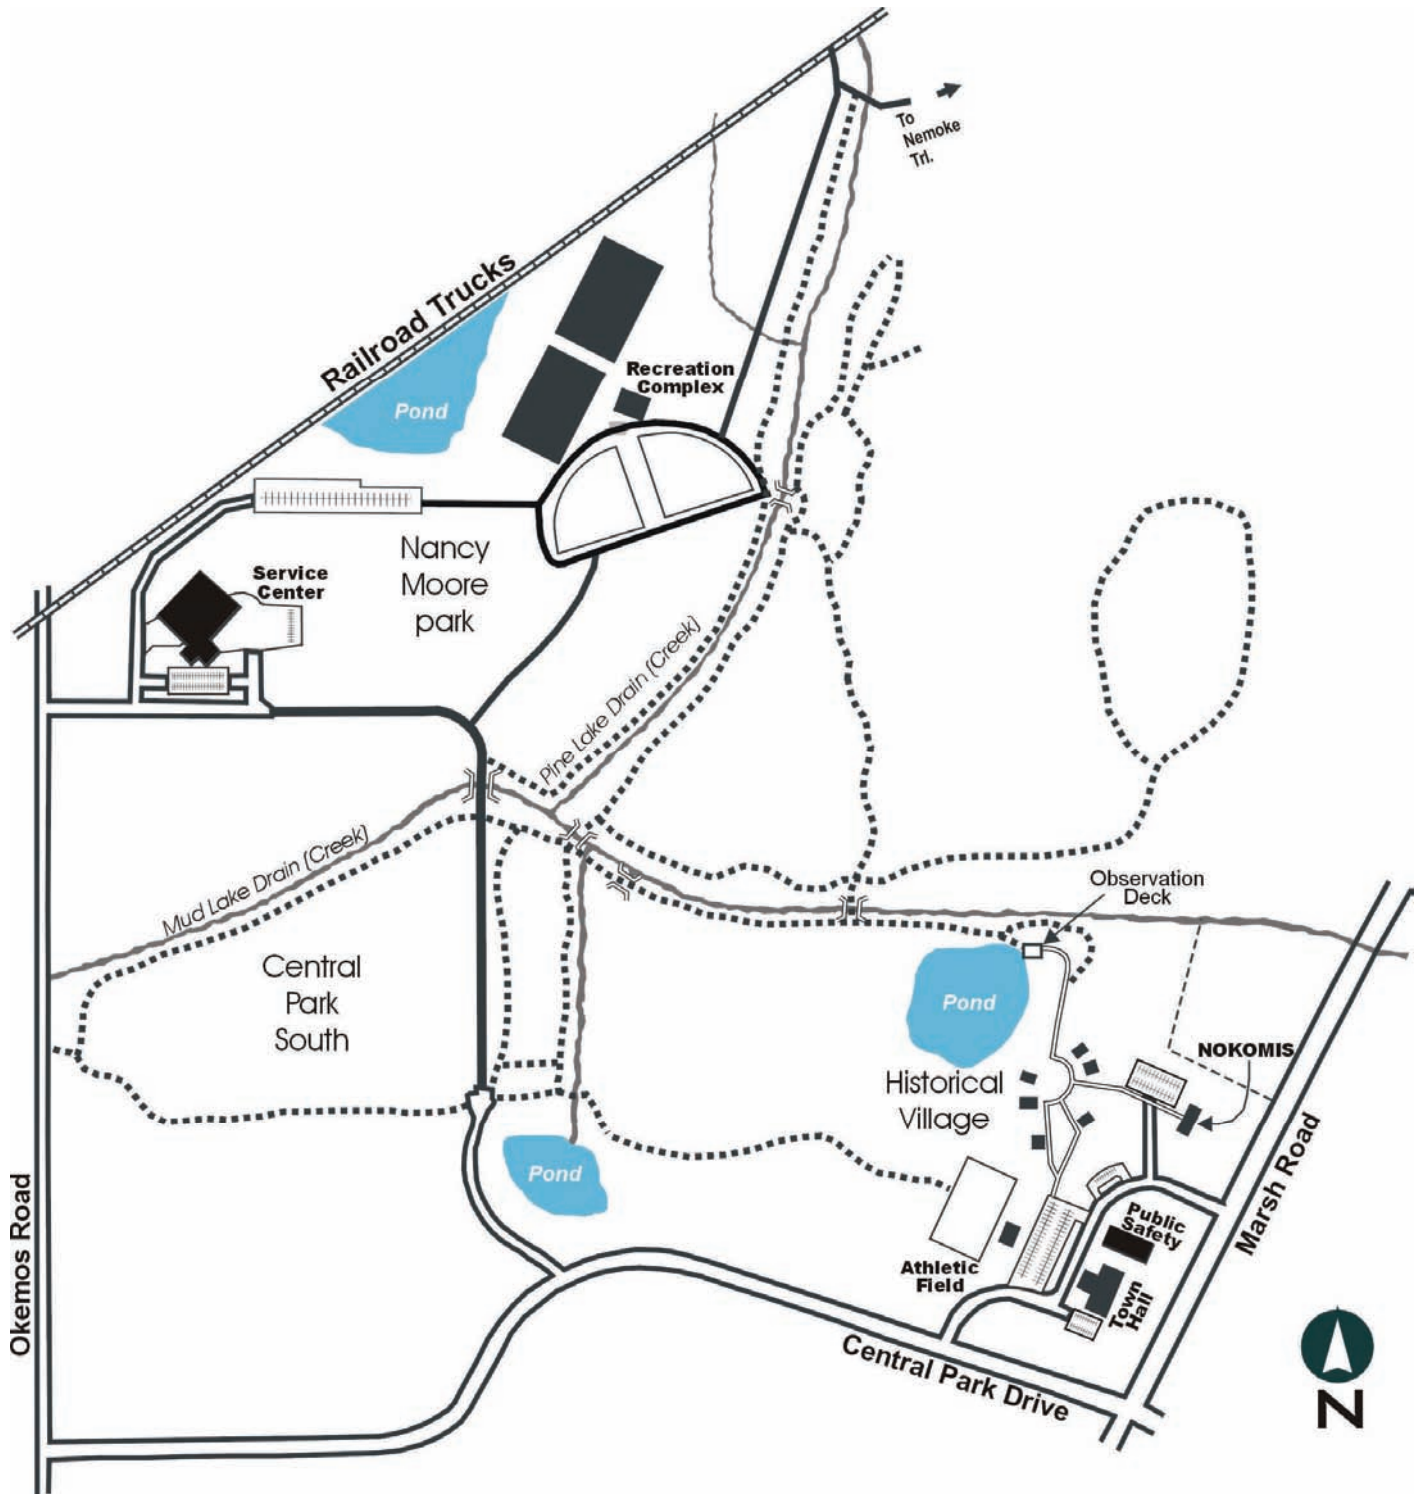 To
Nemoke
Trl.
Railroad Trucks
Recreation
Complex
Pond
Nancy
Moore
park
Service
Center
Pine Lake Drain (Creek)
Mud Lake Drain (Creek)
Observation
Deck
Central
Park
South
Pond
NOKOMIS
Historical
Village
Pond
Okemos Road
Marsh Road
Public
Safety
Athletic
Field
Town
Hall
Central Park Drive
N